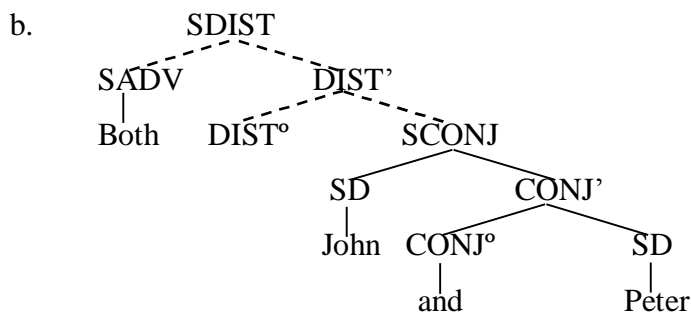 b. SDIST
SADV DIST’
Both DISTº SCONJ
SD CONJ’
John CONJº SD
and Peter